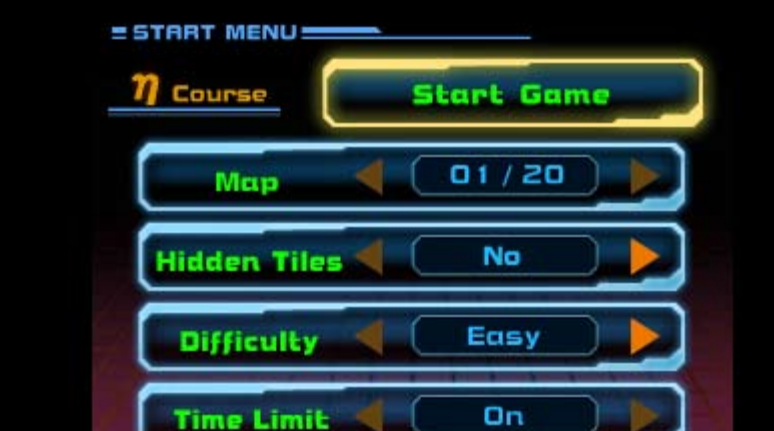 START MENU
η Course
Start Game
Map 01 / 20
Hidden Tiles No
Difficulty Easy
Time Limit On